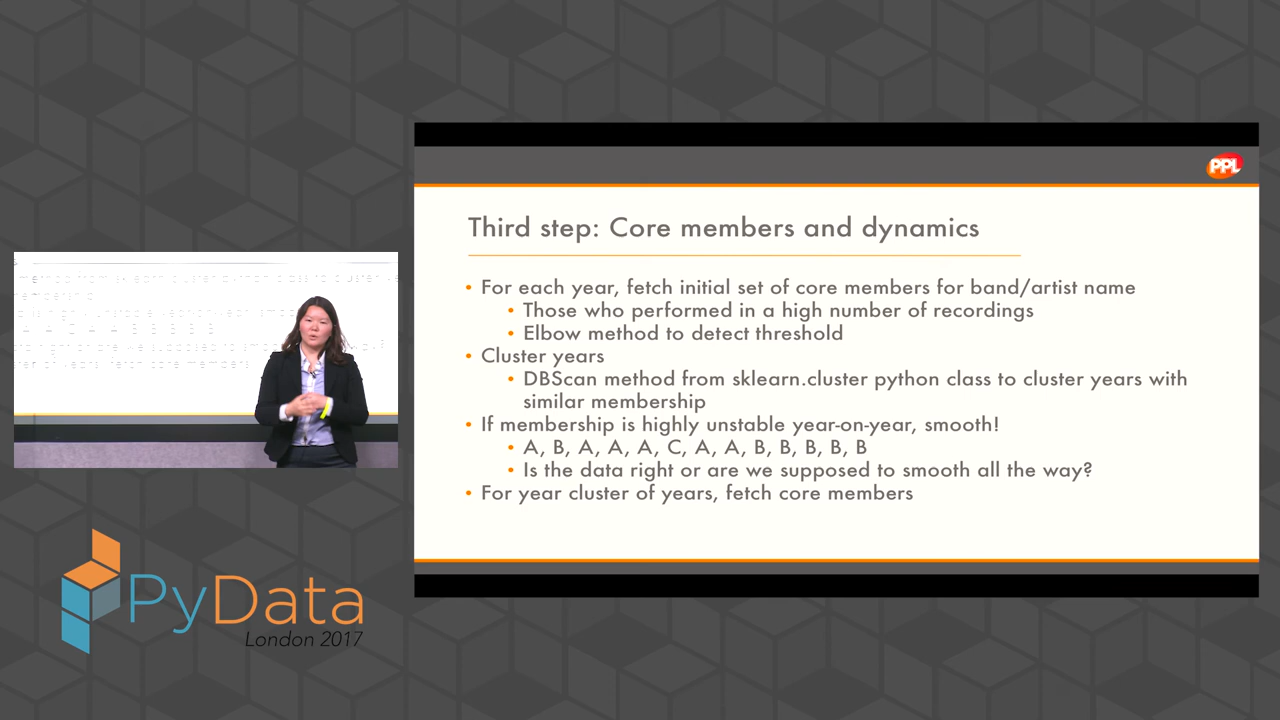 PPL
Third step: Core members and dynamics
• For each year, fetch initial set of core members for band/artist name
• Those who performed in a high number of recordings
• Elbow method to detect threshold
• Cluster years
• DBScan method from sklearn.cluster python class to cluster years with
similar membership
• If membership is highly unstable year-on-year, smooth!
• A, B, A, A, A, C, A, A, B, B, B, B, B
• Is the data right or are we supposed to smooth all the way?
• For year cluster of years, fetch core members
PyData
London 2017